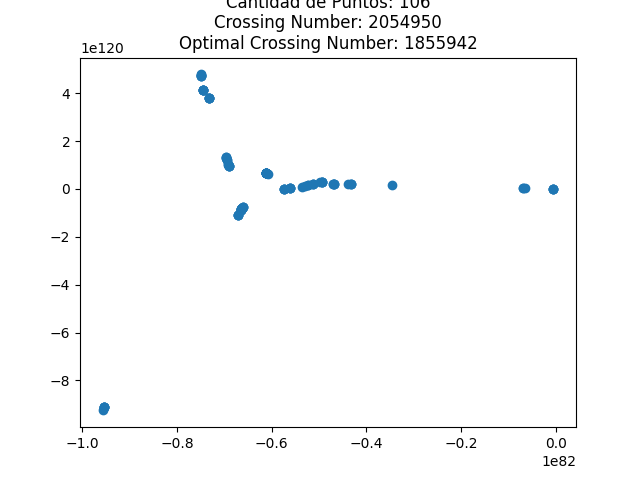 Cantidad de Puntos: 106
Crossing Number: 2054950
Optimal Crossing Number: 1855942
1e120
4
2
0
−2
−4
−6
−8
−1.0 −0.8 −0.6 −0.4 −0.2 0.0
1e82